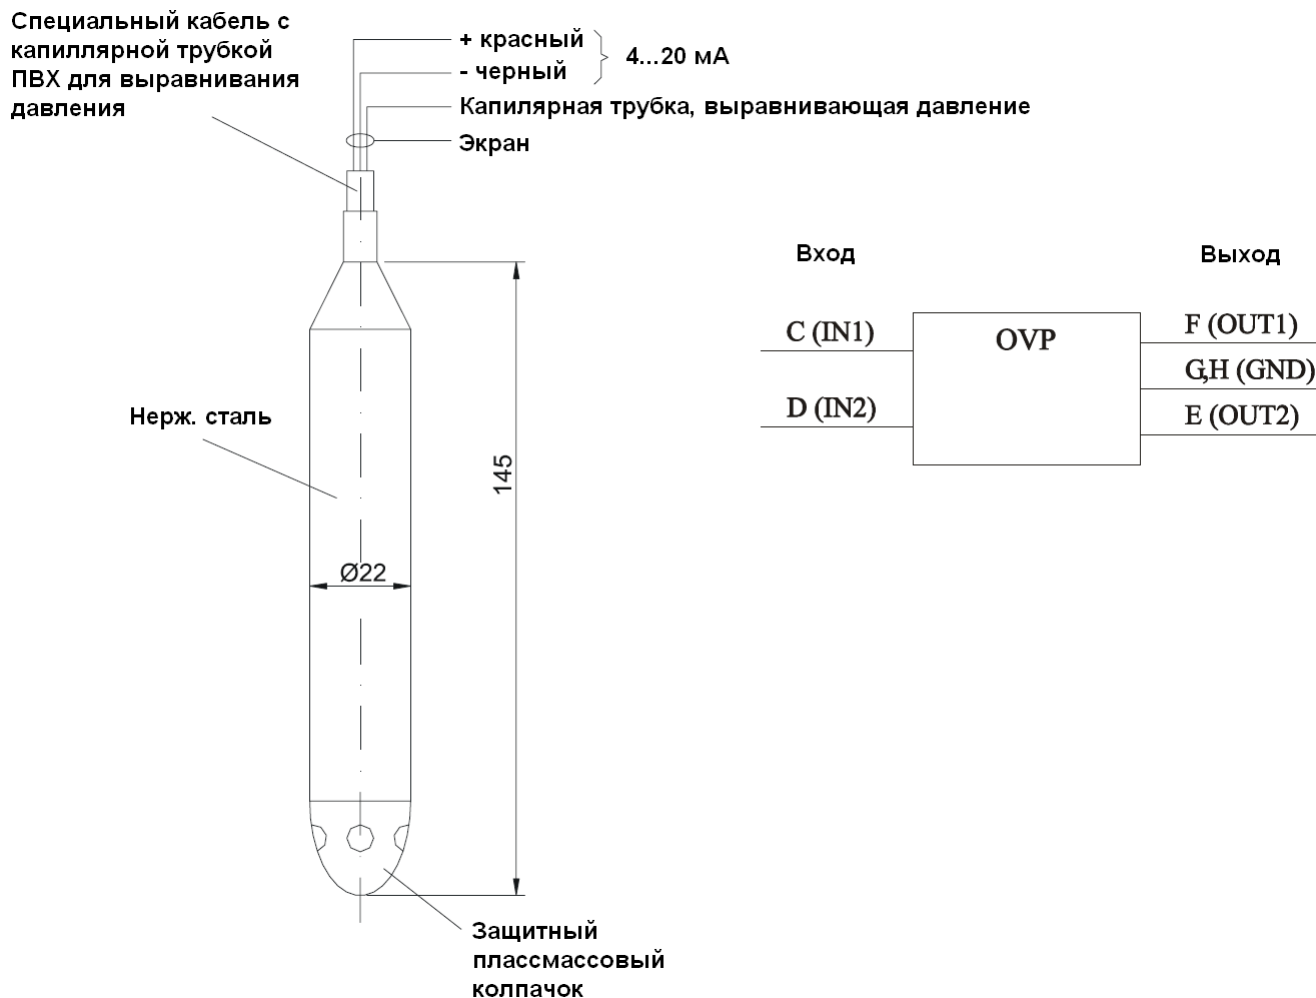 Специальный кабель с
капиллярной трубкой
ПВХ для выравнивания
давления
+ красный
- черный
4...20 мА
Капилярная трубка, выравнивающая давление
Экран
Нерж. сталь
Ø22
145
Защитный
плассмассовый
колпачок
Вход
Выход
C (IN1)
D (IN2)
OVP
F (OUT1)
G,H (GND)
E (OUT2)